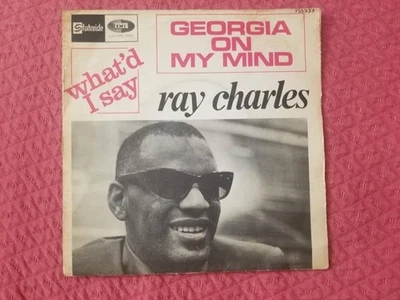 Stateside
EMI
GEORGIA
ON
MY MIND
what'd
I say
ray charles